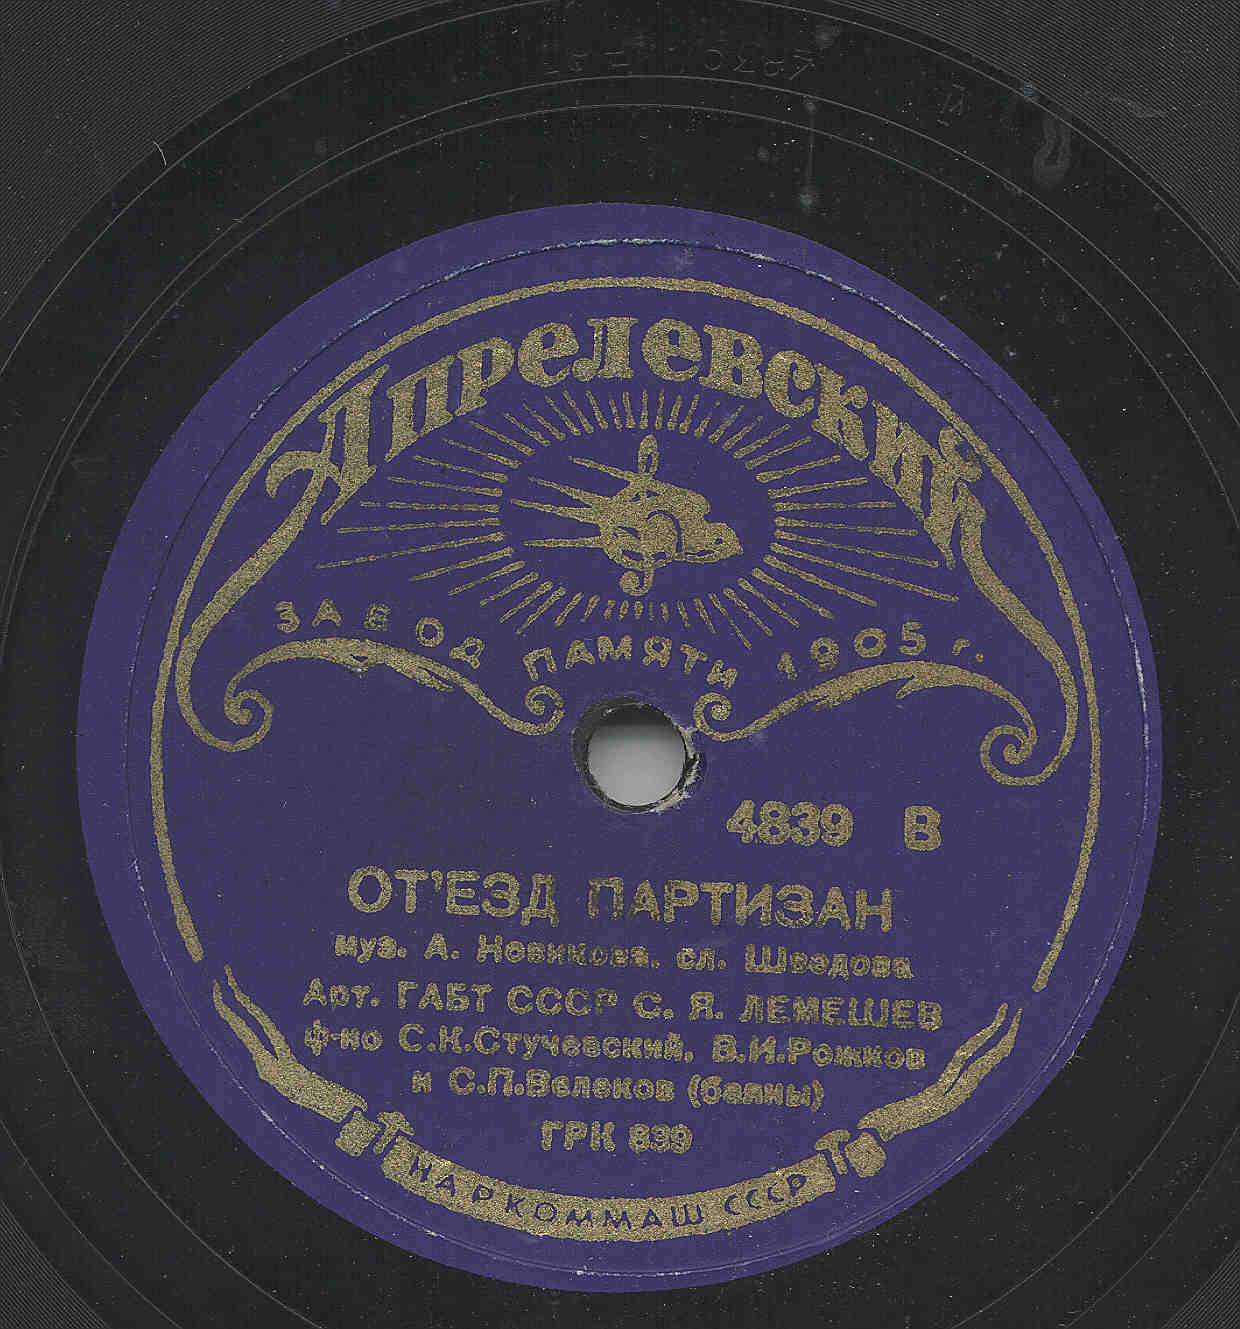 Апрелевский
ЗАВОД ПАМЯТИ 1905 г.
4839 В
ОТ'ЕЗД ПАРТИЗАН
муз. А. Новикова, сл. Шведова
Арт. ГАБТ СССР С. Я. ЛЕМЕШЕВ
ф-но С.К.Стучевский, В.И.Рожков
и С.П.Велеков (баяны)
ГРК 839
НАРКОММАШ СССР